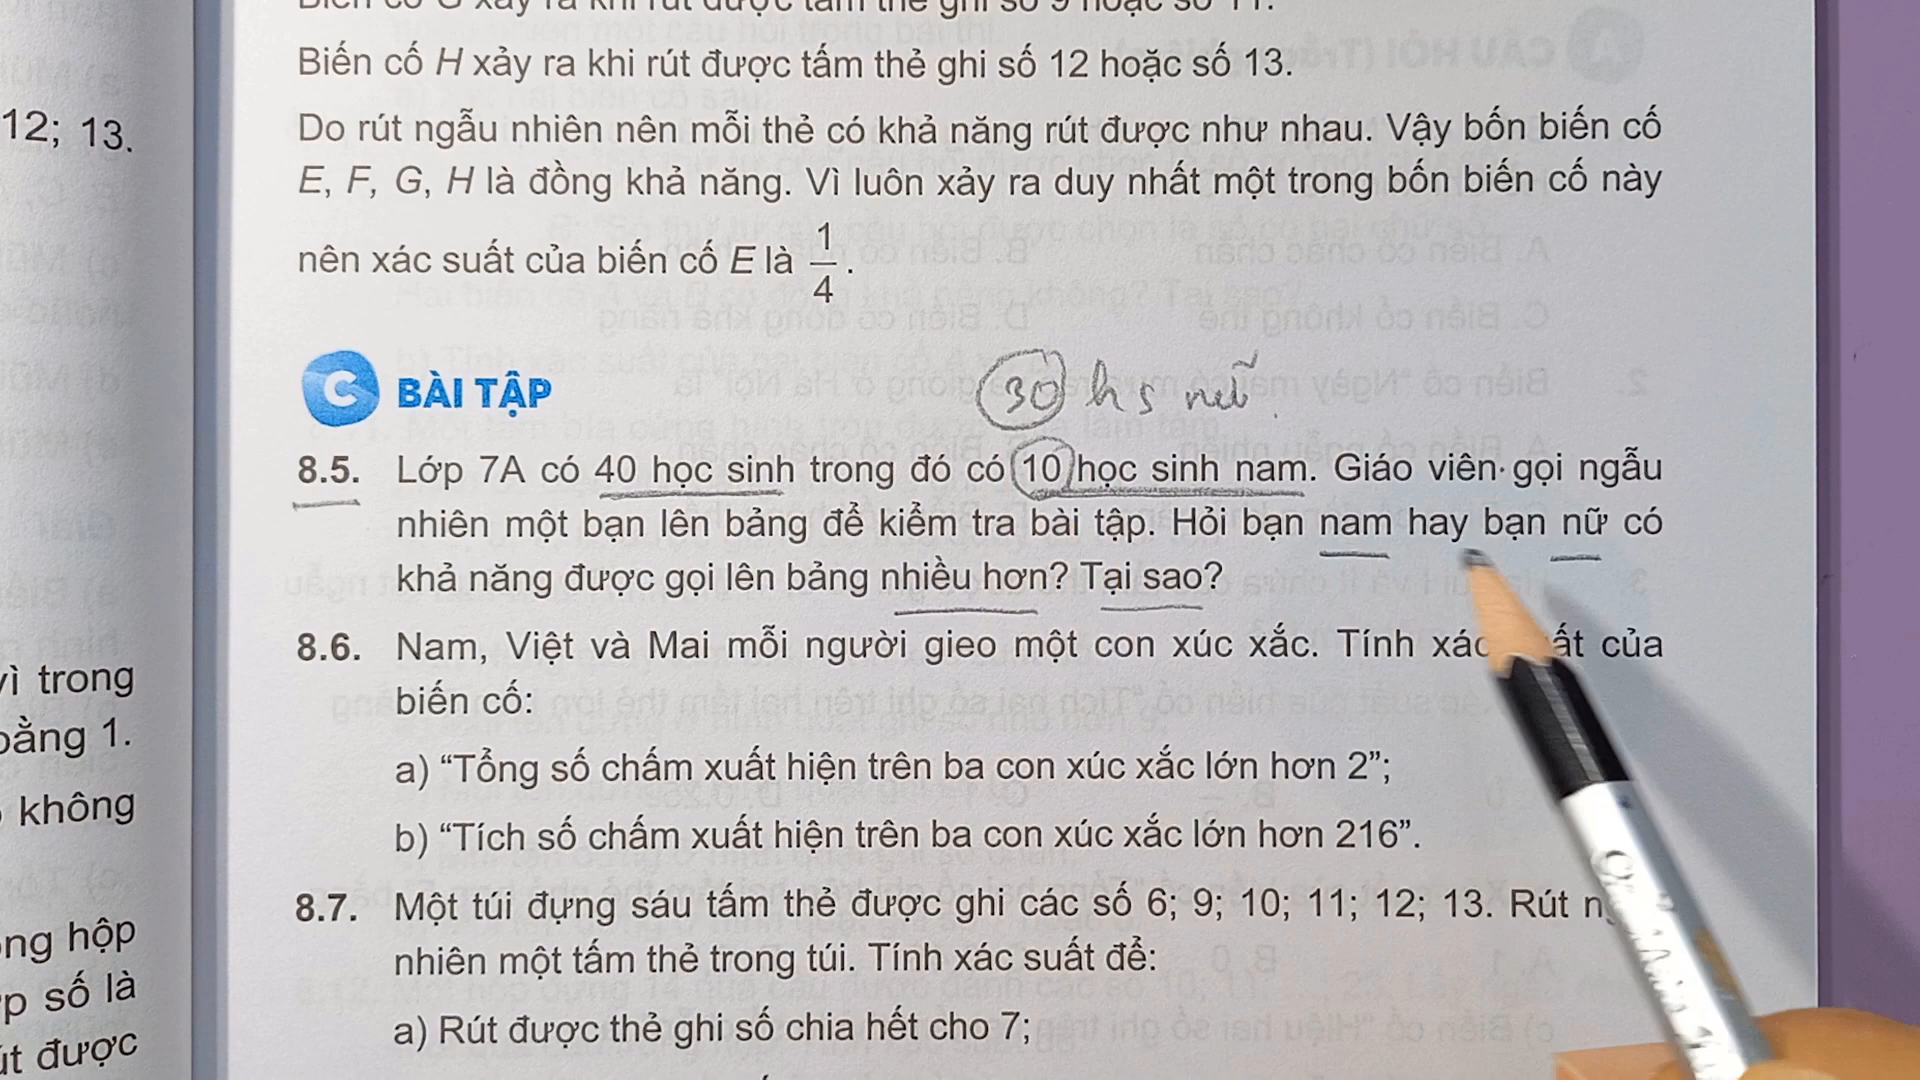 12; 13.
vì trong
bằng 1.
không
hộp
số là
được
Biến cố H xảy ra khi rút được tấm thẻ ghi số 12 hoặc số 13.
Do rút ngẫu nhiên nên mỗi thẻ có khả năng rút được như nhau. Vậy bốn biến cố
E, F, G, H là đồng khả năng. Vì luôn xảy ra duy nhất một trong bốn biến cố này
nên xác suất của biến cố E là 1/4.
C BÀI TẬP
30 hs nữ.
8.5. Lớp 7A có 40 học sinh trong đó có 10 học sinh nam. Giáo viên gọi ngẫu
nhiên một bạn lên bảng để kiểm tra bài tập. Hỏi bạn nam hay bạn nữ có
khả năng được gọi lên bảng nhiều hơn? Tại sao?
8.6. Nam, Việt và Mai mỗi người gieo một con xúc xắc. Tính của
biến cố:
a) “Tổng số chấm xuất hiện trên ba con xúc xắc lớn hơn 2”;
b) “Tích số chấm xuất hiện trên ba con xúc xắc lớn hơn 216”.
8.7. Một túi đựng sáu tấm thẻ được ghi các số 6; 9; 10; 11; 12; 13. Rút
nhiên một tấm thẻ trong túi. Tính xác suất để:
a) Rút được thẻ ghi số chia hết cho 7;